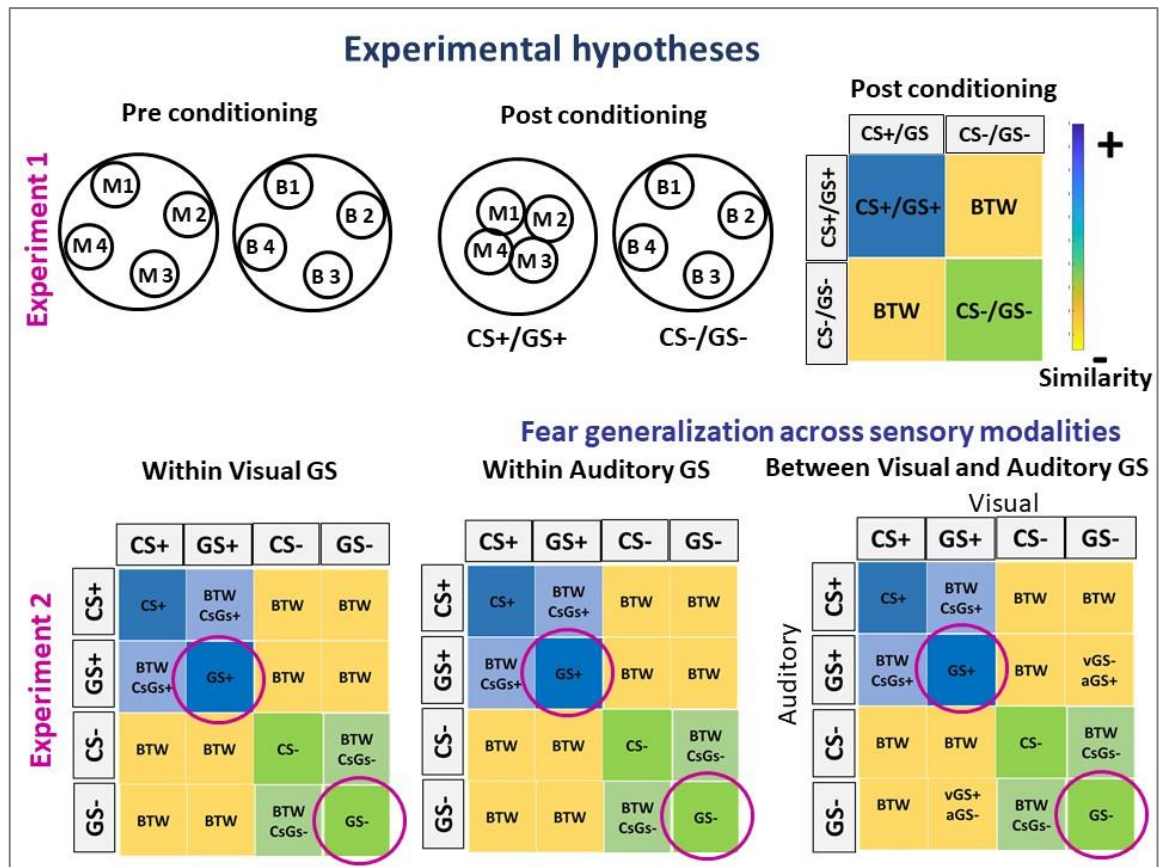 Experimental hypotheses
Experiment 1
Pre conditioning
M1
M 2
M 4
M 3
B1
B 2
B 4
B 3
Post conditioning
M1
M 2
M 4
M 3
CS+/GS+
B1
B 2
B 4
B 3
CS-/GS-
Post conditioning
CS+/GS
CS-/GS-
CS+/GS+
CS+/GS+
BTW
CS-/GS-
BTW
CS-/GS-
+
-
Similarity
Fear generalization across sensory modalities
Experiment 2
Within Visual GS
CS+ GS+ CS- GS-
CS+
CS+
BTW
CsGs+
BTW
BTW
GS+
BTW
CsGs+
GS+
BTW
BTW
CS-
BTW
BTW
CS-
BTW
CsGs-
GS-
BTW
BTW
BTW
CsGs-
GS-
Within Auditory GS
CS+ GS+ CS- GS-
CS+
CS+
BTW
CsGs+
BTW
BTW
GS+
BTW
CsGs+
GS+
BTW
BTW
CS-
BTW
BTW
CS-
BTW
CsGs-
GS-
BTW
BTW
BTW
CsGs-
GS-
Between Visual and Auditory GS
Visual
Auditory
CS+ GS+ CS- GS-
CS+
CS+
BTW
CsGs+
BTW
BTW
GS+
BTW
CsGs+
GS+
BTW
vGS-
aGS+
CS-
BTW
BTW
CS-
BTW
CsGs-
GS-
BTW
vGS+
aGS-
BTW
CsGs-
GS-